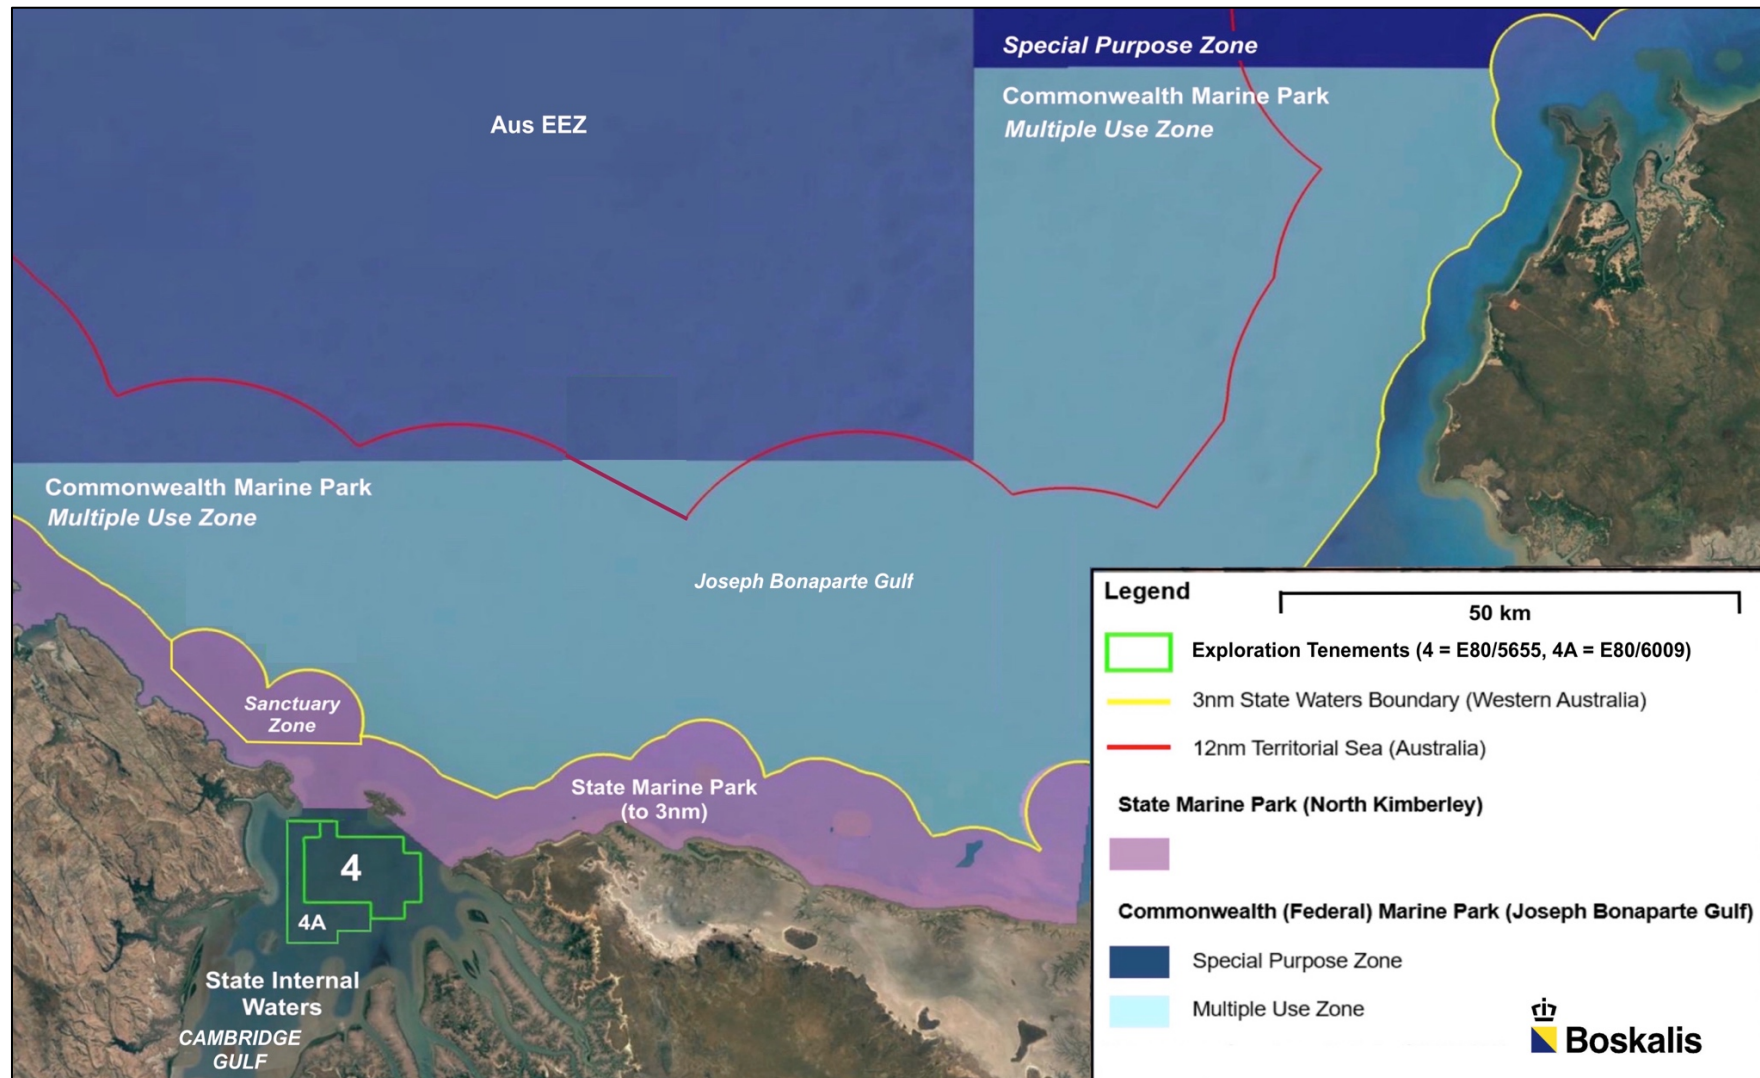 Special Purpose Zone
Commonwealth Marine Park
Multiple Use Zone
Aus EEZ
Commonwealth Marine Park
Multiple Use Zone
Joseph Bonaparte Gulf
Sanctuary
Zone
State Marine Park
(to 3nm)
4
4A
State Internal
Waters
CAMBRIDGE
GULF
Legend
50 km
Exploration Tenements (4 = E80/5655, 4A = E80/6009)
3nm State Waters Boundary (Western Australia)
12nm Territorial Sea (Australia)
State Marine Park (North Kimberley)
Commonwealth (Federal) Marine Park (Joseph Bonaparte Gulf)
Special Purpose Zone
Multiple Use Zone
Boskalis